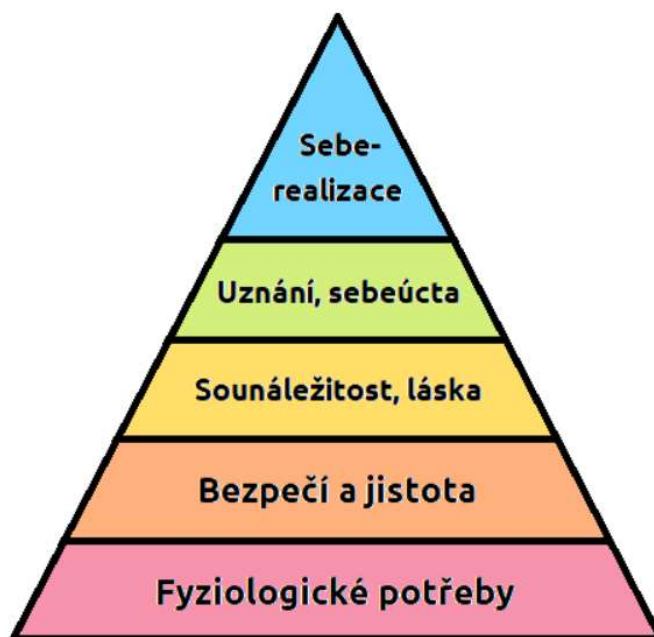 Sebe-
realizace
Uznání, sebeúcta
Sounáležitost, láska
Bezpečí a jistota
Fyziologické potřeby